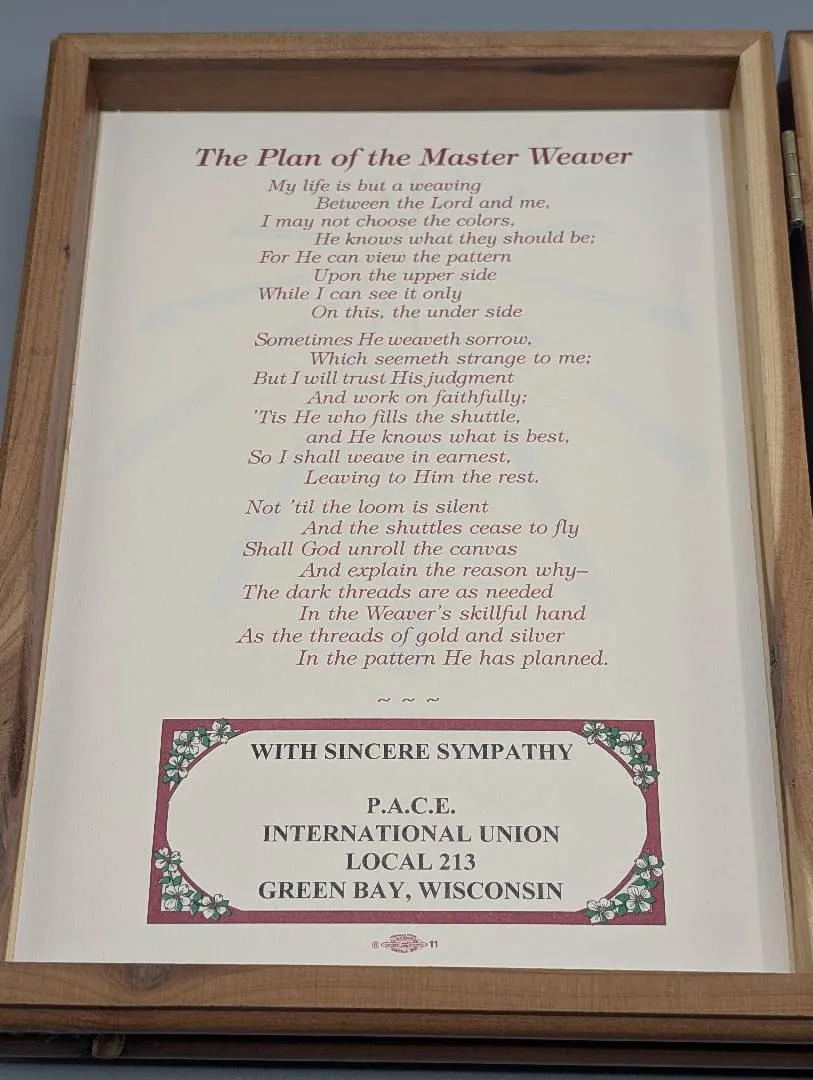 The Plan of the Master Weaver
My life is but a weaving
Between the Lord and me,
I may not choose the colors,
He knows what they should be;
For He can view the pattern
Upon the upper side
While I can see it only
On this, the under side
Sometimes He weaveth sorrow,
Which seemeth strange to me;
But I will trust His judgment
And work on faithfully;
'Tis He who fills the shuttle,
and He knows what is best,
So I shall weave in earnest,
Leaving to Him the rest.
Not 'til the loom is silent
And the shuttles cease to fly
Shall God unroll the canvas
And explain the reason why–
The dark threads are as needed
In the Weaver's skillful hand
As the threads of gold and silver
In the pattern He has planned.
~ ~ ~
WITH SINCERE SYMPATHY
P.A.C.E.
INTERNATIONAL UNION
LOCAL 213
GREEN BAY, WISCONSIN
® 11